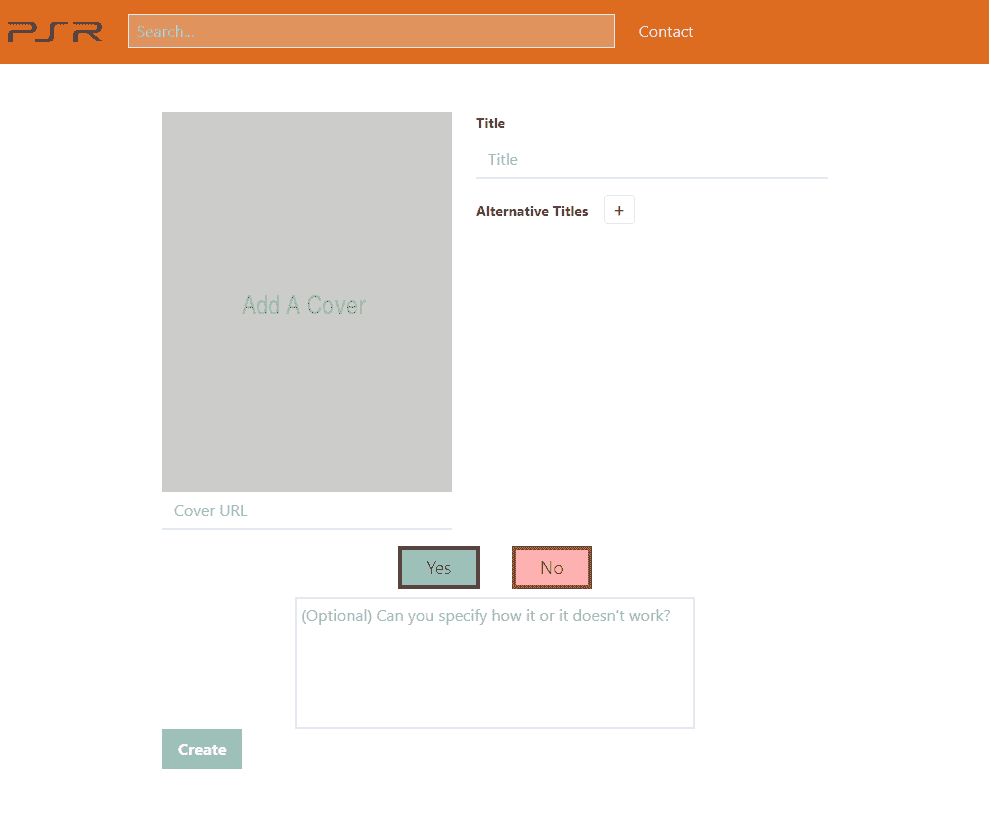 PSR
Search...
Contact
Title
Title
Alternative Titles +
Add A Cover
Cover URL
Yes
No
(Optional) Can you specify how it or it doesn't work?
Create